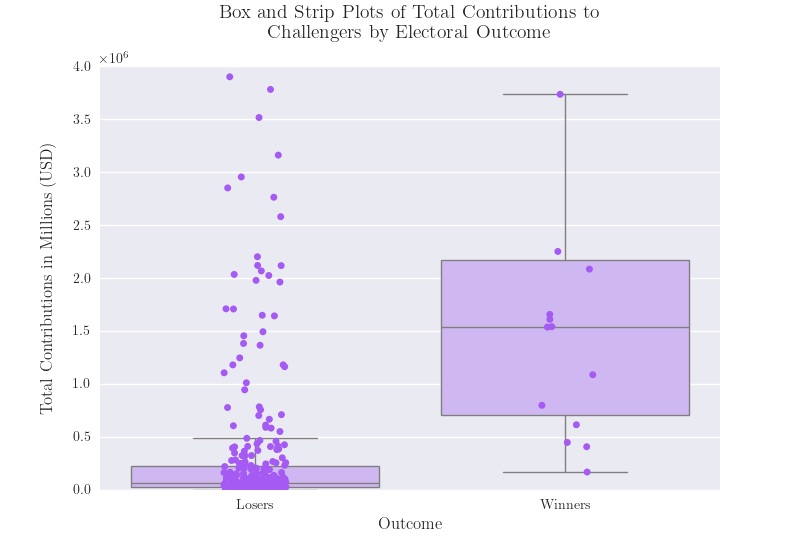 Box and Strip Plots of Total Contributions to
Challengers by Electoral Outcome
×10⁶
4.0
3.5
3.0
2.5
2.0
1.5
1.0
0.5
0.0
Total Contributions in Millions (USD)
Losers
Winners
Outcome